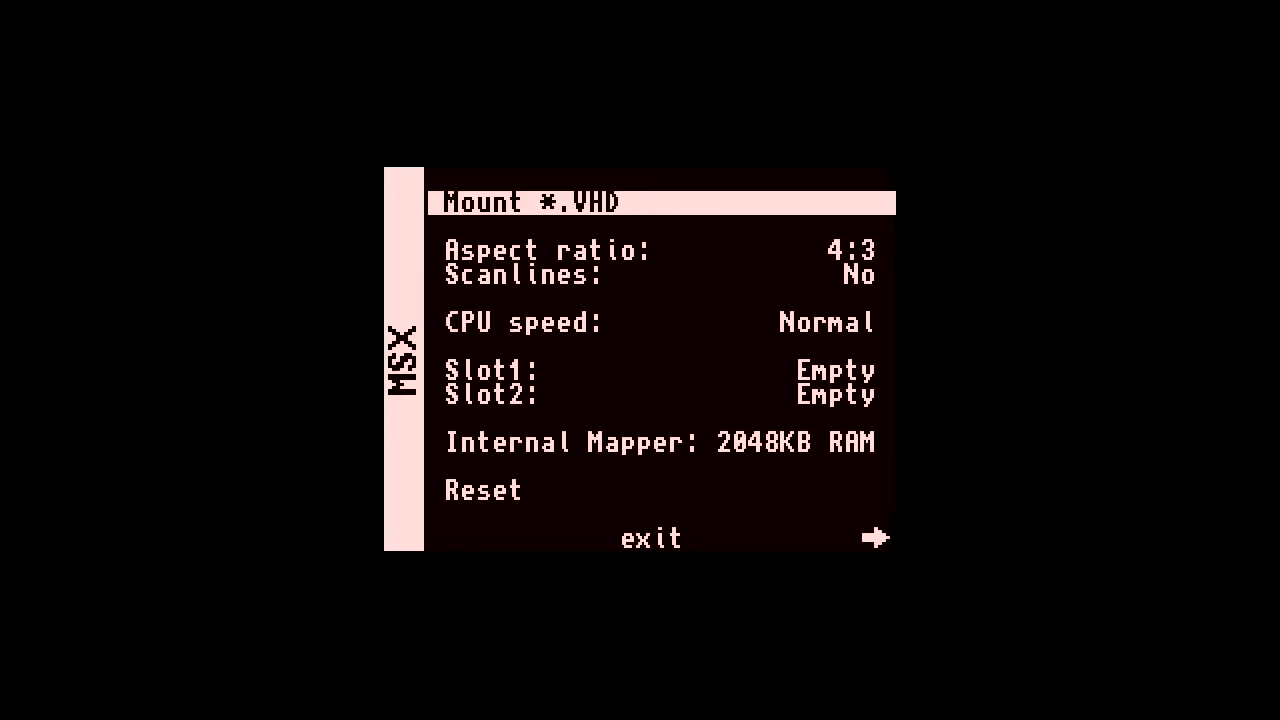 MSX
Mount *.VHD
Aspect ratio: 4:3
Scanlines: No
CPU speed: Normal
Slot1: Empty
Slot2: Empty
Internal Mapper: 2048KB RAM
Reset
exit